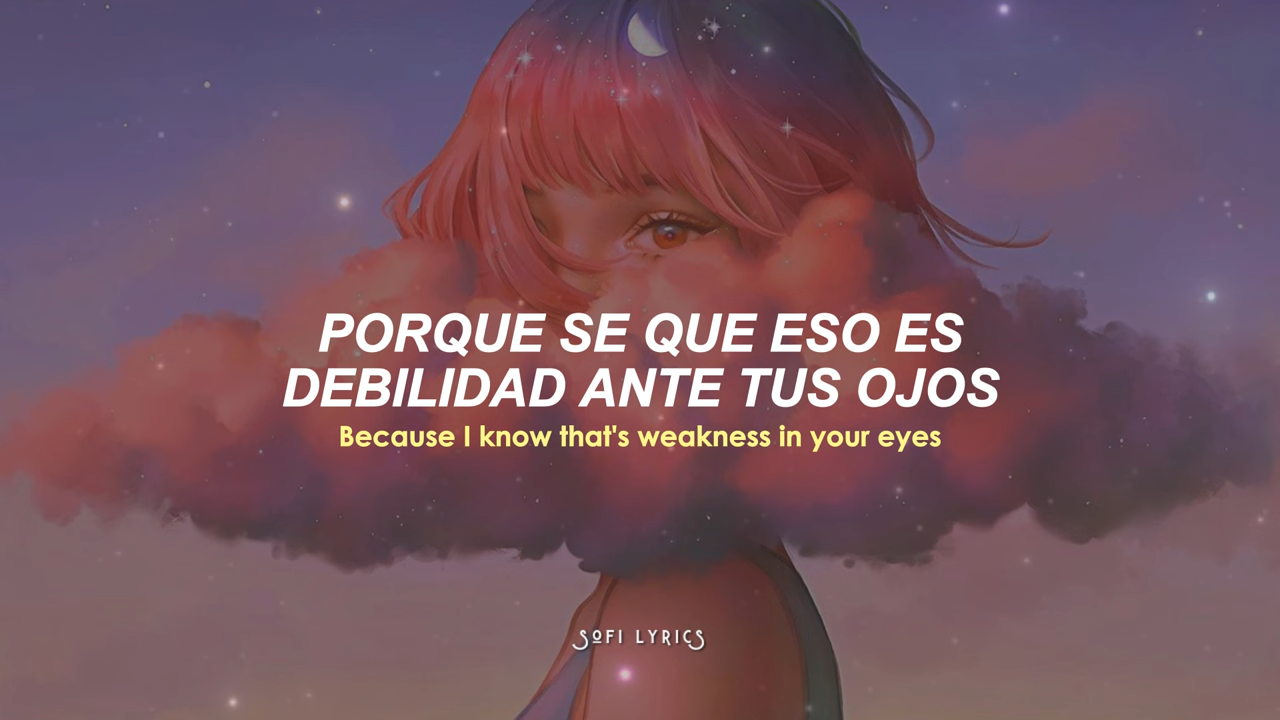 PORQUE SE QUE ESO ES
DEBILIDAD ANTE TUS OJOS
Because I know that's weakness in your eyes
SOFI LYRICS